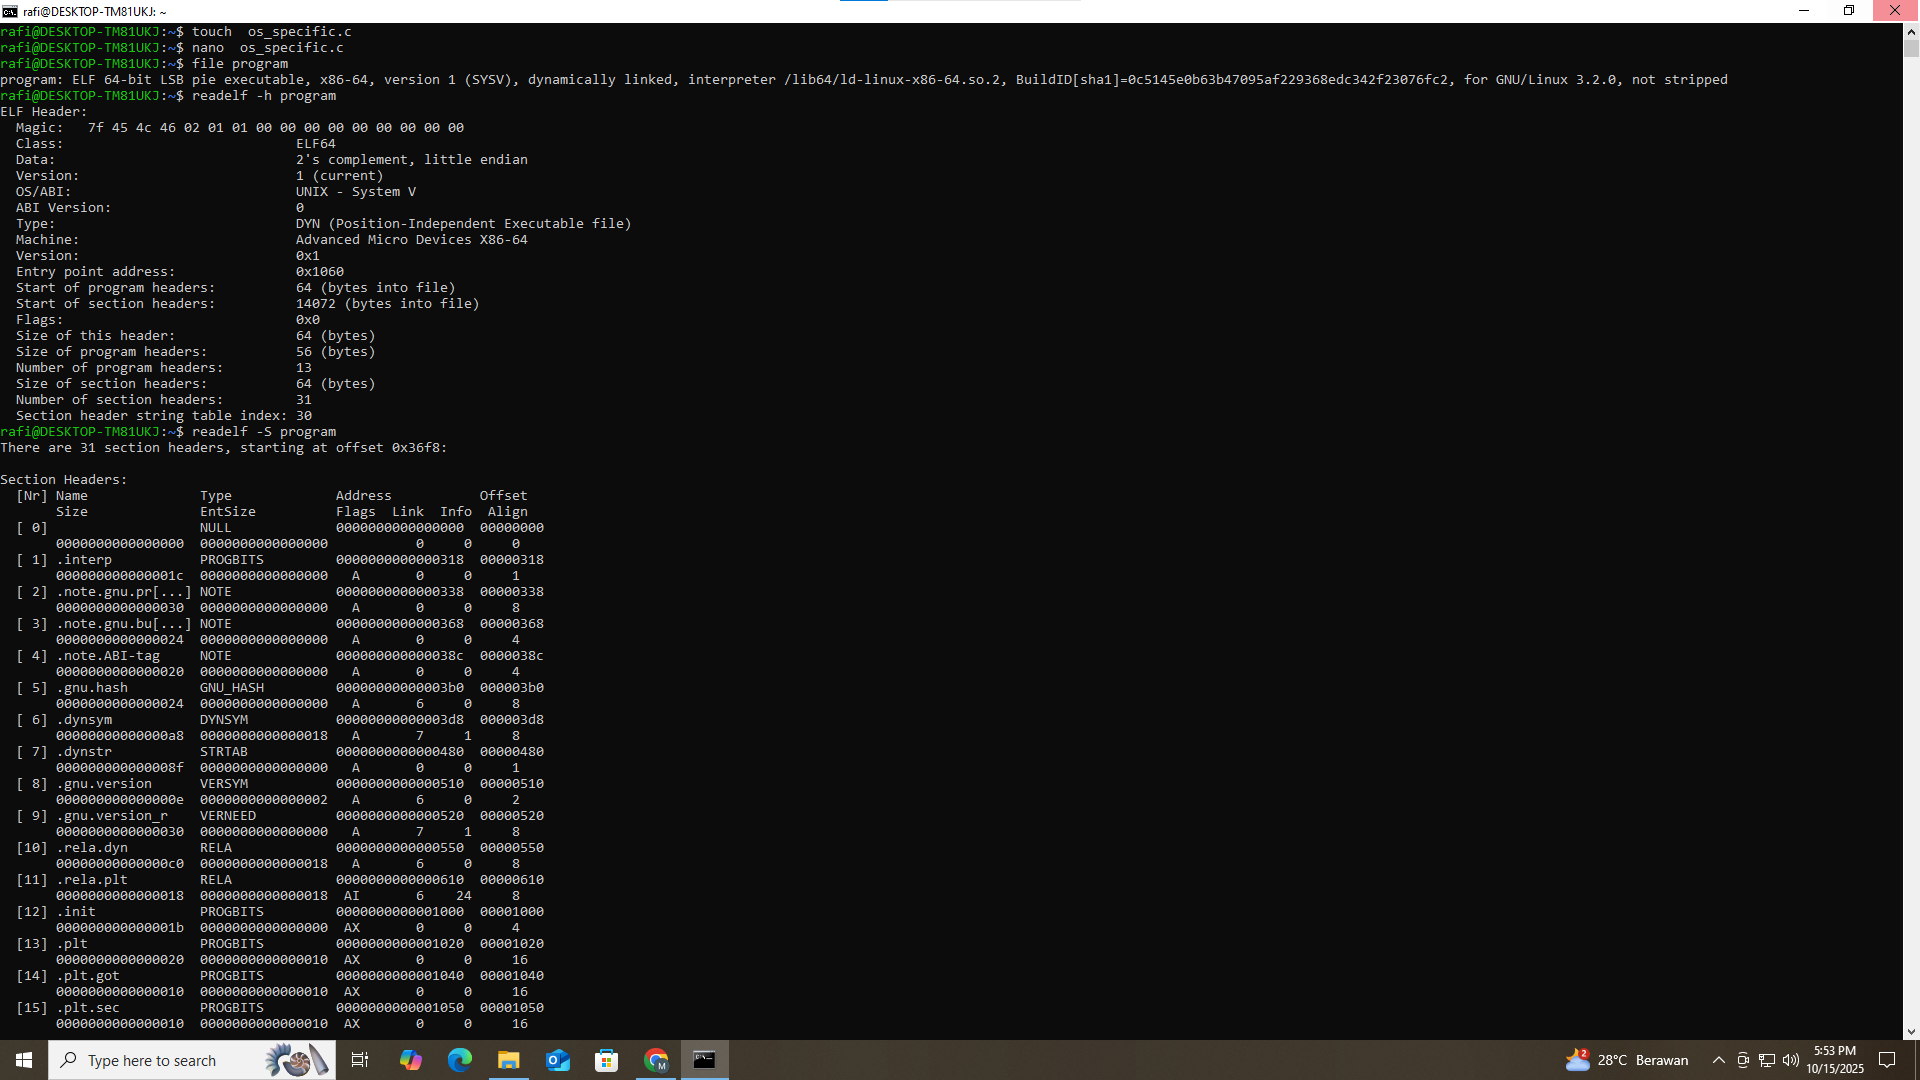 rafi@DESKTOP-TM81UKJ: ~
rafi@DESKTOP-TM81UKJ:~$ touch  os_specific.c
rafi@DESKTOP-TM81UKJ:~$ nano  os_specific.c
rafi@DESKTOP-TM81UKJ:~$ file program
program: ELF 64-bit LSB pie executable, x86-64, version 1 (SYSV), dynamically linked, interpreter /lib64/ld-linux-x86-64.so.2, BuildID[sha1]=0c5145e0b63b47095af229368edc342f23076fc2, for GNU/Linux 3.2.0, not stripped
rafi@DESKTOP-TM81UKJ:~$ readelf -h program
ELF Header:
  Magic:   7f 45 4c 46 02 01 01 00 00 00 00 00 00 00 00 00
  Class:                             ELF64
  Data:                              2's complement, little endian
  Version:                           1 (current)
  OS/ABI:                            UNIX - System V
  ABI Version:                       0
  Type:                              DYN (Position-Independent Executable file)
  Machine:                           Advanced Micro Devices X86-64
  Version:                           0x1
  Entry point address:               0x1060
  Start of program headers:          64 (bytes into file)
  Start of section headers:          14072 (bytes into file)
  Flags:                             0x0
  Size of this header:               64 (bytes)
  Size of program headers:           56 (bytes)
  Number of program headers:         13
  Size of section headers:           64 (bytes)
  Number of section headers:         31
  Section header string table index: 30
rafi@DESKTOP-TM81UKJ:~$ readelf -S program
There are 31 section headers, starting at offset 0x36f8:
Section Headers:
  [Nr] Name              Type             Address           Offset
       Size              EntSize          Flags  Link  Info  Align
  [ 0]                   NULL             0000000000000000  00000000
       0000000000000000  0000000000000000           0     0     0
  [ 1] .interp           PROGBITS         0000000000000318  00000318
       000000000000001c  0000000000000000   A       0     0     1
  [ 2] .note.gnu.pr[...] NOTE             0000000000000338  00000338
       0000000000000030  0000000000000000   A       0     0     8
  [ 3] .note.gnu.bu[...] NOTE             0000000000000368  00000368
       0000000000000024  0000000000000000   A       0     0     4
  [ 4] .note.ABI-tag     NOTE             000000000000038c  0000038c
       0000000000000020  0000000000000000   A       0     0     4
  [ 5] .gnu.hash         GNU_HASH         00000000000003b0  000003b0
       0000000000000024  0000000000000000   A       6     0     8
  [ 6] .dynsym           DYNSYM           00000000000003d8  000003d8
       00000000000000a8  0000000000000018   A       7     1     8
  [ 7] .dynstr           STRTAB           0000000000000480  00000480
       000000000000008f  0000000000000000   A       0     0     1
  [ 8] .gnu.version      VERSYM           0000000000000510  00000510
       000000000000000e  0000000000000002   A       6     0     2
  [ 9] .gnu.version_r    VERNEED          0000000000000520  00000520
       0000000000000030  0000000000000000   A       7     1     8
  [10] .rela.dyn         RELA             0000000000000550  00000550
       00000000000000c0  0000000000000018   A       6     0     8
  [11] .rela.plt         RELA             0000000000000610  00000610
       0000000000000018  0000000000000018  AI       6    24     8
  [12] .init             PROGBITS         0000000000001000  00001000
       000000000000001b  0000000000000000  AX       0     0     4
  [13] .plt              PROGBITS         0000000000001020  00001020
       0000000000000020  0000000000000010  AX       0     0     16
  [14] .plt.got          PROGBITS         0000000000001040  00001040
       0000000000000010  0000000000000010  AX       0     0     16
  [15] .plt.sec          PROGBITS         0000000000001050  00001050
       0000000000000010  0000000000000010  AX       0     0     16
Type here to search
M
2
28°C Berawan
5:53 PM
10/15/2025